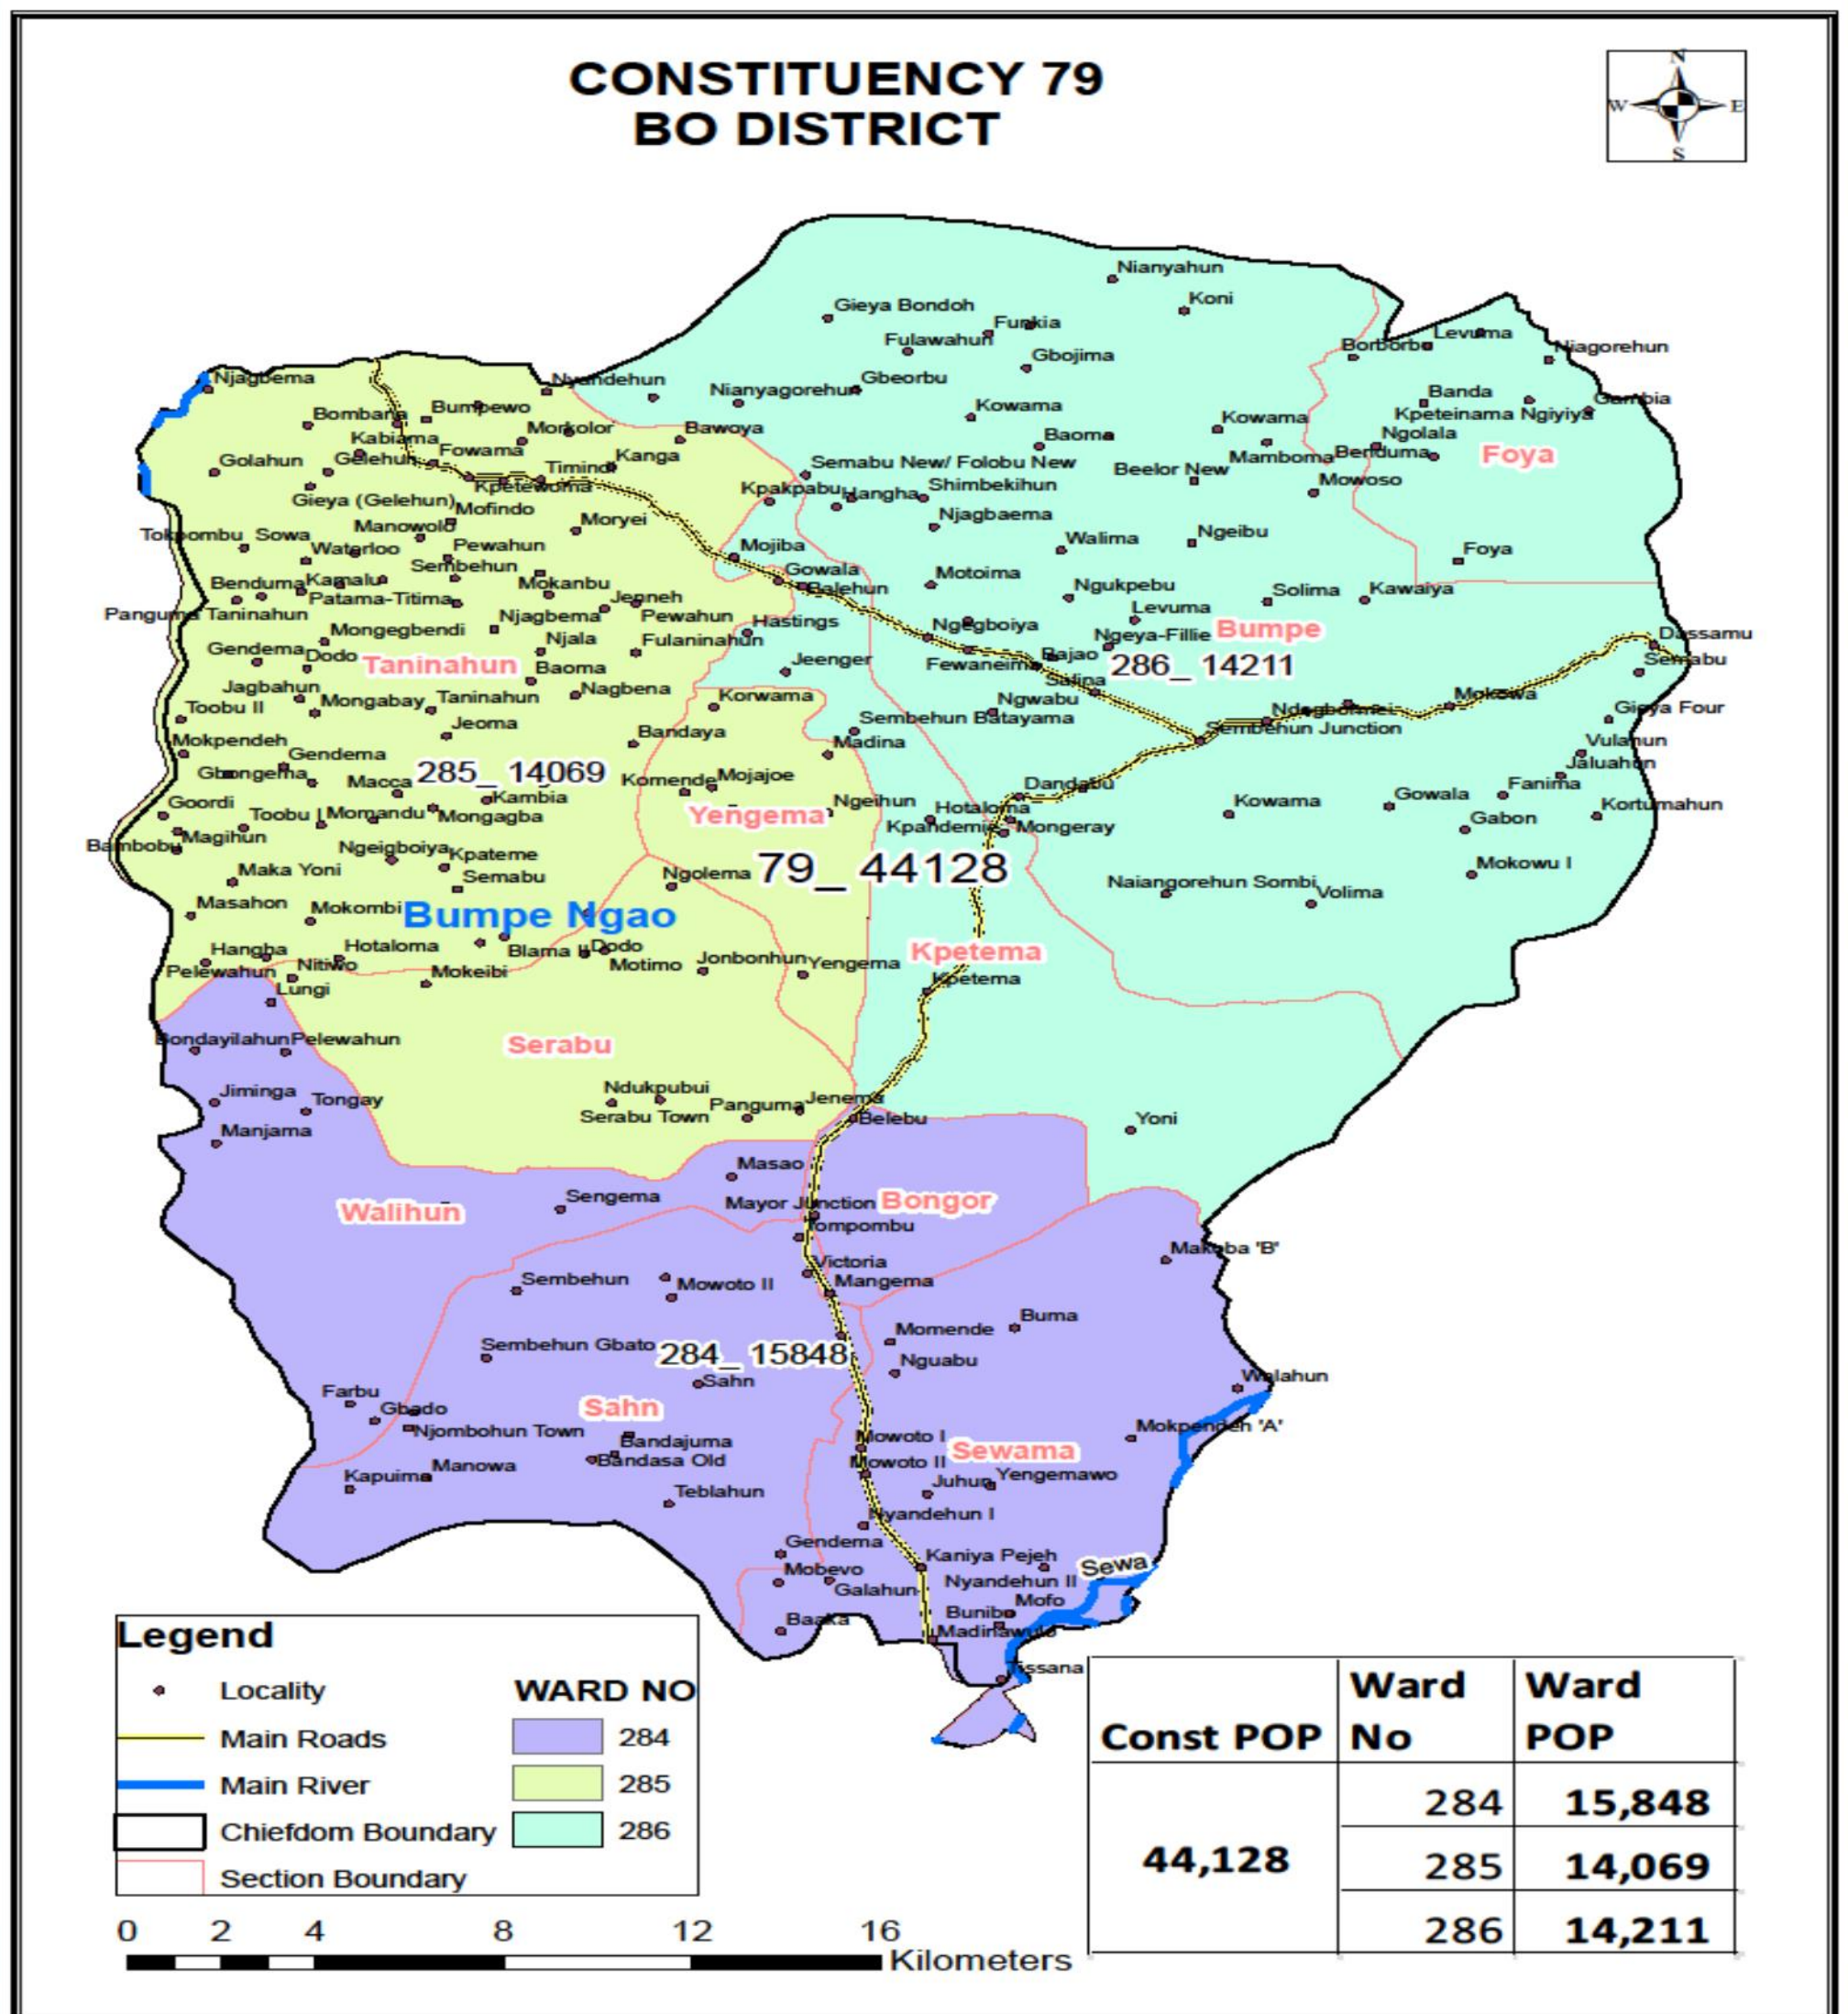 CONSTITUENCY 79
BO DISTRICT
N
W E
S
Nianyahun
Koni
Gieya Bondoh
Funkia
Fulawahun
Gbojima
Levuma
Borborbu
Niagorehun
Njagbema
Nyandehun
Nianyagorehun
Gbeorbu
Banda
Gambia
Bombana
Bumpewo
Kowama
Kowama
Kpeteinama
Ngiyiya
Morkolor
Bawoya
Baoma
Ngolala
Kabiama
Fowama
Golahun
Gelehun
Timindi
Kanga
Semabu New/ Folobu New
Beelor New
Mamboma
Benduma
Foya
Kpetewoma
Kpakpabu
Hangha
Shimbekihun
Mowoso
Gieya (Gelehun)
Mofindo
Moryei
Njagbaema
Manowolo
Tokpombu
Sowa
Waterloo
Pewahun
Mojiba
Walima
Ngeibu
Foya
Sembehun
Gowala
Benduma
Kamalu
Mokanbu
Balehun
Motoima
Ngukpebu
Solima
Kawaiya
Patama-Titima
Jenneh
Panguma
Taninahun
Njagbema
Pewahun
Hastings
Levuma
Mongegbendi
Ngegboiya
Ngeya-Fillie
Bumpe
Dassamu
Gendema
Dodo
Taninahun
Njala
Fulaninahun
Jeenger
Fewaneima
Bajao
286_ 14211
Semabu
Baoma
Salina
Jagbahun
Mongabay
Taninahun
Nagbena
Korwama
Ngwabu
Mokowa
Toobu II
Jeoma
Sembehun Batayama
Gieya Four
Sembehun Junction
Bandaya
Madina
Mokpendeh
Gendema
Vulahun
Gbongema
Macca
285_ 14069
Komende
Mojajoe
Jaluahun
Dandabu
Kambia
Goordi
Toobu I
Momandu
Mongagba
Yengema
Ngeihun
Hotaloma
Kowama
Gowala
Fanima
Kortumahun
Kpandemi
Mongeray
Gabon
Magihun
Bambobu
Ngeigboiya
Kpateme
79_ 44128
Maka Yoni
Semabu
Ngolema
Mokowu I
Naiangorehun Sombi
Volima
Masahon
Mokombi
Bumpe Ngao
Hangha
Hotaloma
Blama II
Dodo
Kpetema
Pelewahun
Nitiwo
Mokeibi
Motimo
Jonbonhun
Yengema
Kpetema
Lungi
Bondayilahun
Pelewahun
Serabu
Jiminga
Tongay
Ndukpubui
Jenema
Serabu Town
Panguma
Belebu
Yoni
Manjama
Masao
Walihun
Sengema
Mayor Junction
Bongor
Tompombu
Makoba 'B'
Victoria
Sembehun
Mowoto II
Mangema
Buma
Momende
Sembehun Gbato
284_ 15848
Nguabu
Sahn
Walahun
Farbu
Gbado
Sahn
Mokpendeh 'A'
Njombohun Town
Bandajuma
Mowoto I
Sewama
Bandasa Old
Mowoto II
Kapuima
Manowa
Juhun
Yengemawo
Teblahun
Nyandehun I
Gendema
Kaniya Pejeh
Sewa
Mobevo
Galahun
Nyandehun II
Mofo
Bunibo
Baaka
Madinawulo
Tissana
Legend
Locality
Main Roads
Main River
Chiefdom Boundary
Section Boundary
WARD NO
284
285
286
0 2 4 8 12 16
Kilometers
Const POP
Ward No
Ward POP
44,128
284 15,848
285 14,069
286 14,211